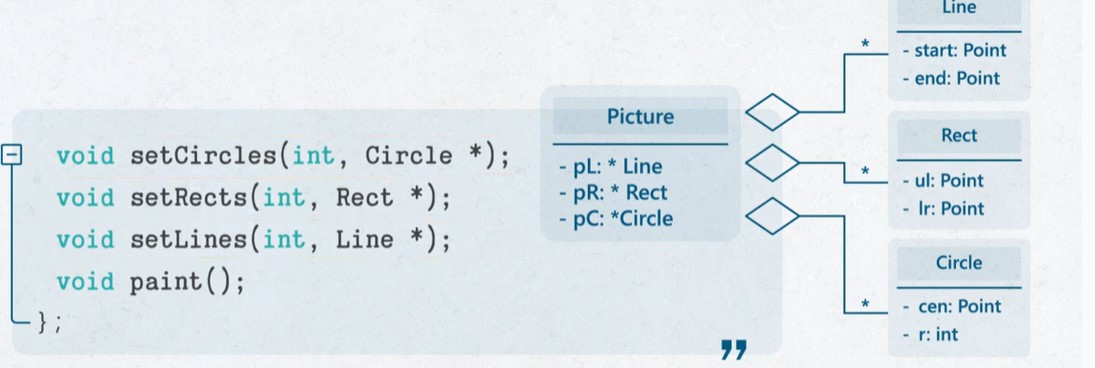 void setCircles(int, Circle *);
void setRects(int, Rect *);
void setLines(int, Line *);
void paint();
};
Picture
- pL: * Line
- pR: * Rect
- pC: *Circle
*
*
*
Line
- start: Point
- end: Point
Rect
- ul: Point
- lr: Point
Circle
- cen: Point
- r: int
”